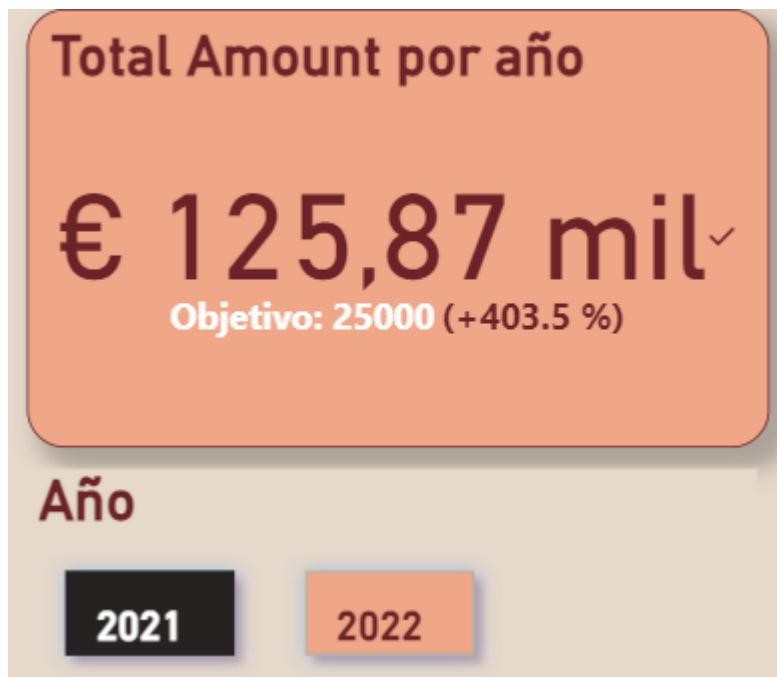 Total Amount por año
€ 125,87 mil
Objetivo: 25000 (+403.5 %)
Año
2021 2022